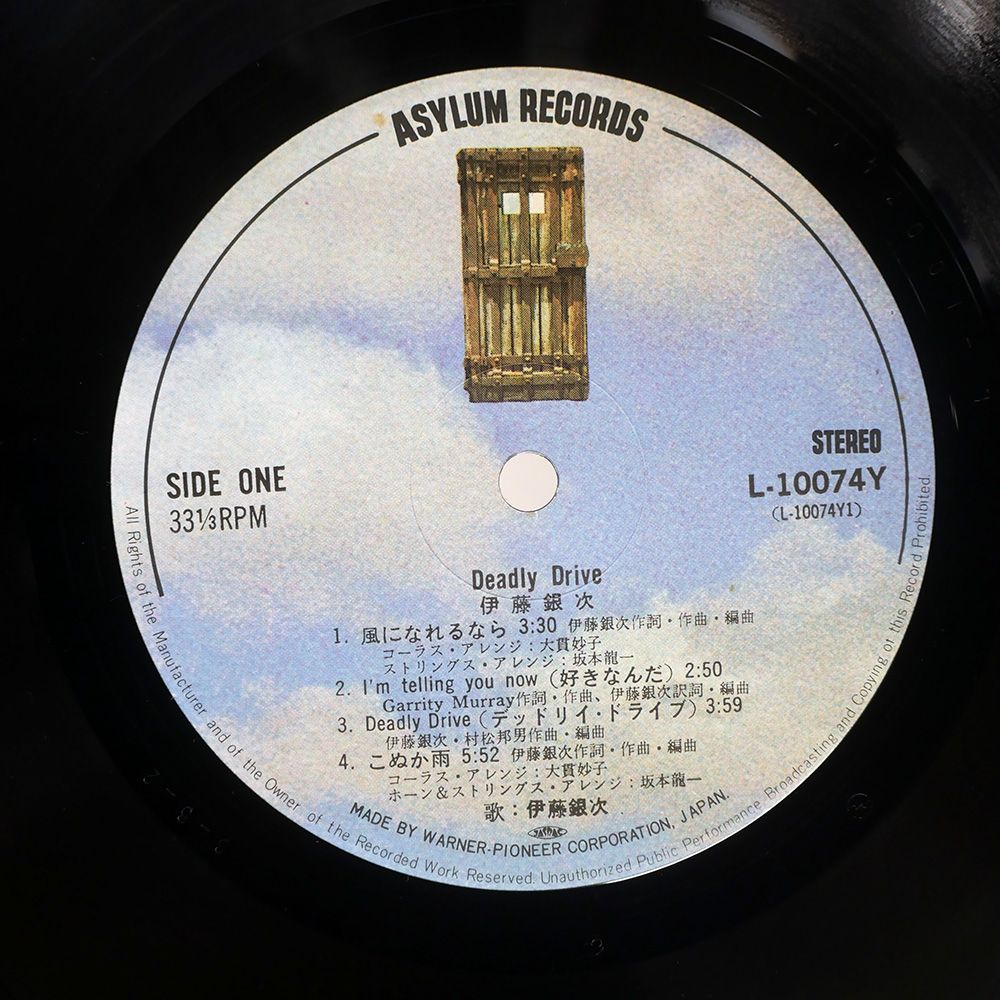 ASYLUM RECORDS
STEREO
L-10074Y
(L-10074Y1)
SIDE ONE
33⅓RPM
Deadly Drive
伊藤銀次
1. 風になれるなら 3:30 伊藤銀次作詞・作曲・編曲
コーラス・アレンジ：大貫妙子
ストリングス・アレンジ：坂本龍一
2. I'm telling you now (好きなんだ) 2:50
Garrity Murray作詞・作曲、伊藤銀次訳詞・編曲
3. Deadly Drive (デッドリイ・ドライブ) 3:59
伊藤銀次・村松邦男作曲・編曲
4. こぬか雨 5:52 伊藤銀次作詞・作曲・編曲
コーラス・アレンジ：大貫妙子
ホーン&ストリングス・アレンジ：坂本龍一
歌：伊藤銀次
JASRAC
MADE BY WARNER-PIONEER CORPORATION, JAPAN.
All Rights of the Manufacturer and of the Owner of the Recorded Work Reserved. Unauthorized Public Performance Broadcasting and Copying of this Record Prohibited